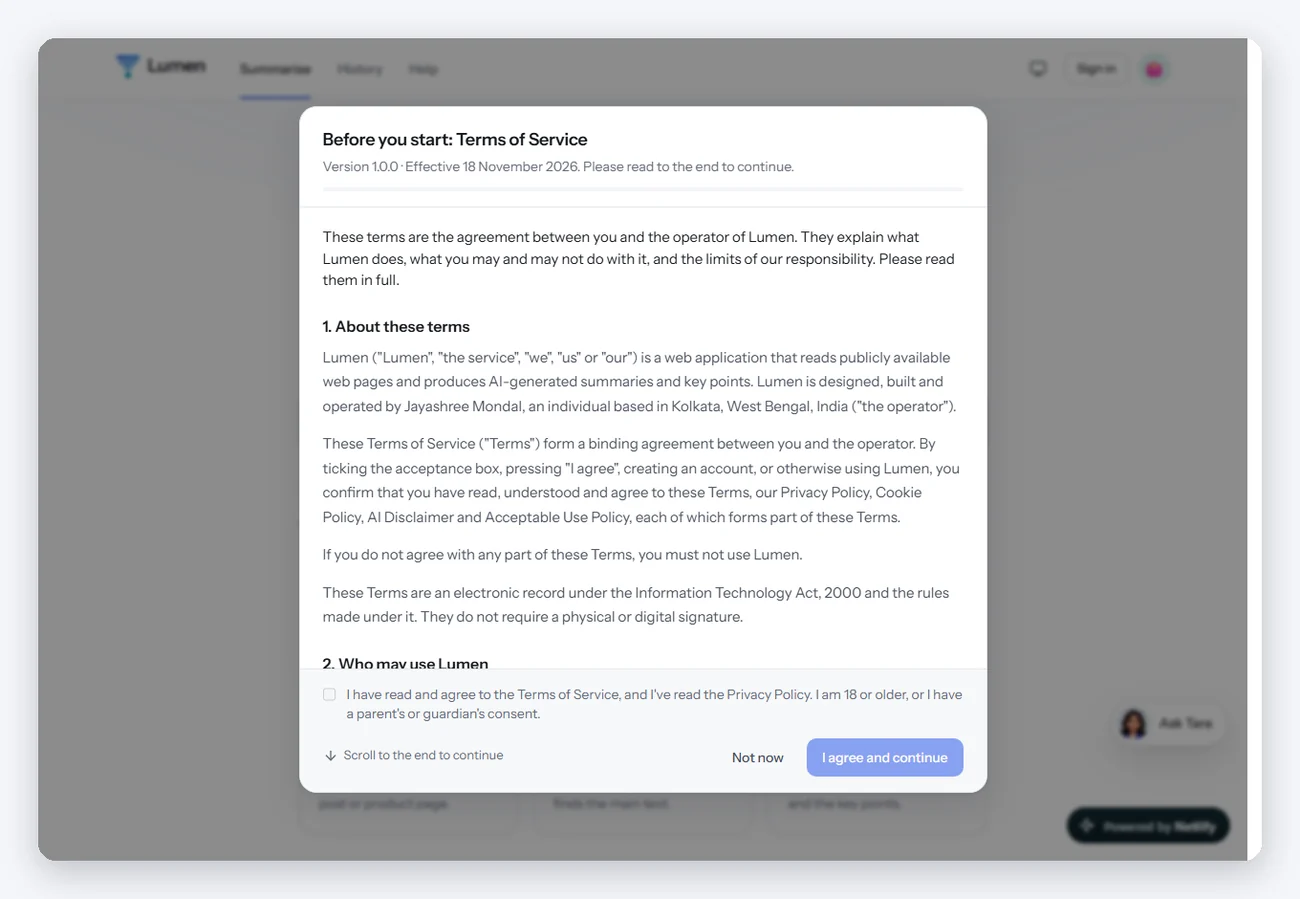 Lumen
Summarise
History
Help
Sign in
Before you start: Terms of Service
Version 1.0.0 · Effective 18 November 2026. Please read to the end to continue.
These terms are the agreement between you and the operator of Lumen. They explain what
Lumen does, what you may and may not do with it, and the limits of our responsibility. Please read
them in full.
1. About these terms
Lumen ("Lumen", "the service", "we", "us" or "our") is a web application that reads publicly available
web pages and produces AI-generated summaries and key points. Lumen is designed, built and
operated by Jayashree Mondal, an individual based in Kolkata, West Bengal, India ("the operator").
These Terms of Service ("Terms") form a binding agreement between you and the operator. By
ticking the acceptance box, pressing "I agree", creating an account, or otherwise using Lumen, you
confirm that you have read, understood and agree to these Terms, our Privacy Policy, Cookie
Policy, AI Disclaimer and Acceptable Use Policy, each of which forms part of these Terms.
If you do not agree with any part of these Terms, you must not use Lumen.
These Terms are an electronic record under the Information Technology Act, 2000 and the rules
made under it. They do not require a physical or digital signature.
2. Who may use Lumen
I have read and agree to the Terms of Service, and I've read the Privacy Policy. I am 18 or older, or I have
a parent's or guardian's consent.
Scroll to the end to continue
Not now
I agree and continue
Ask Tara
post or product page.
finds the main text.
and the key points.
Powered by Netlify